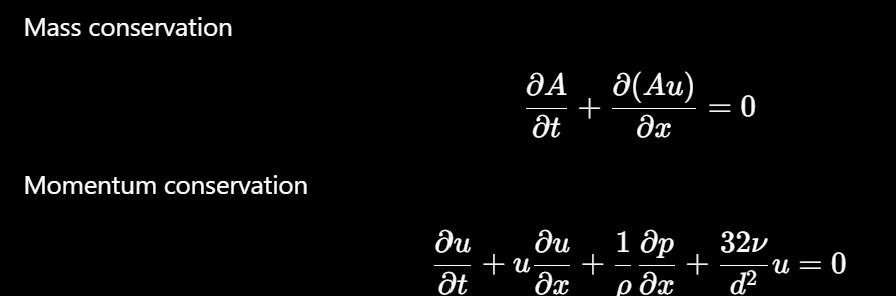 Mass conservation
∂A/∂t + ∂(Au)/∂x = 0
Momentum conservation
∂u/∂t + u ∂u/∂x + 1/ρ ∂p/∂x + 32ν/d² u = 0